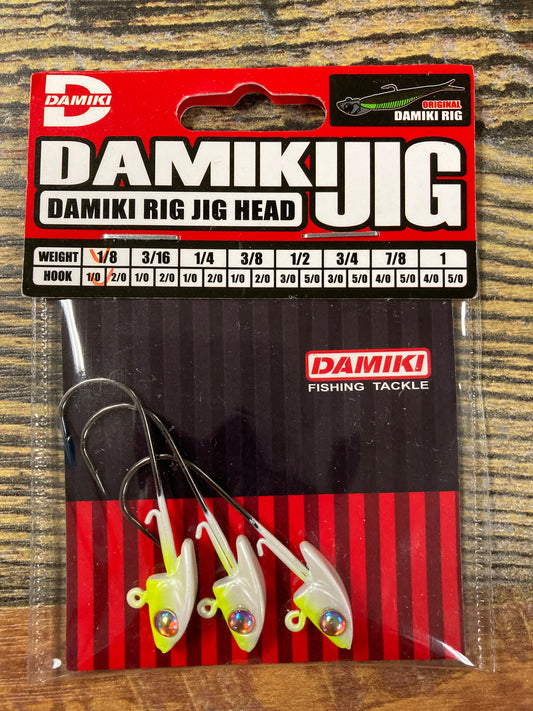 DAMIKI
ORIGINAL
DAMIKI RIG
DAMIKI JIG
DAMIKI RIG JIG HEAD
WEIGHT 1/8 3/16 1/4 3/8 1/2 3/4 7/8 1
HOOK 1/0 2/0 1/0 2/0 1/0 2/0 1/0 2/0 3/0 5/0 3/0 5/0 4/0 5/0 4/0 5/0
DAMIKI
FISHING TACKLE